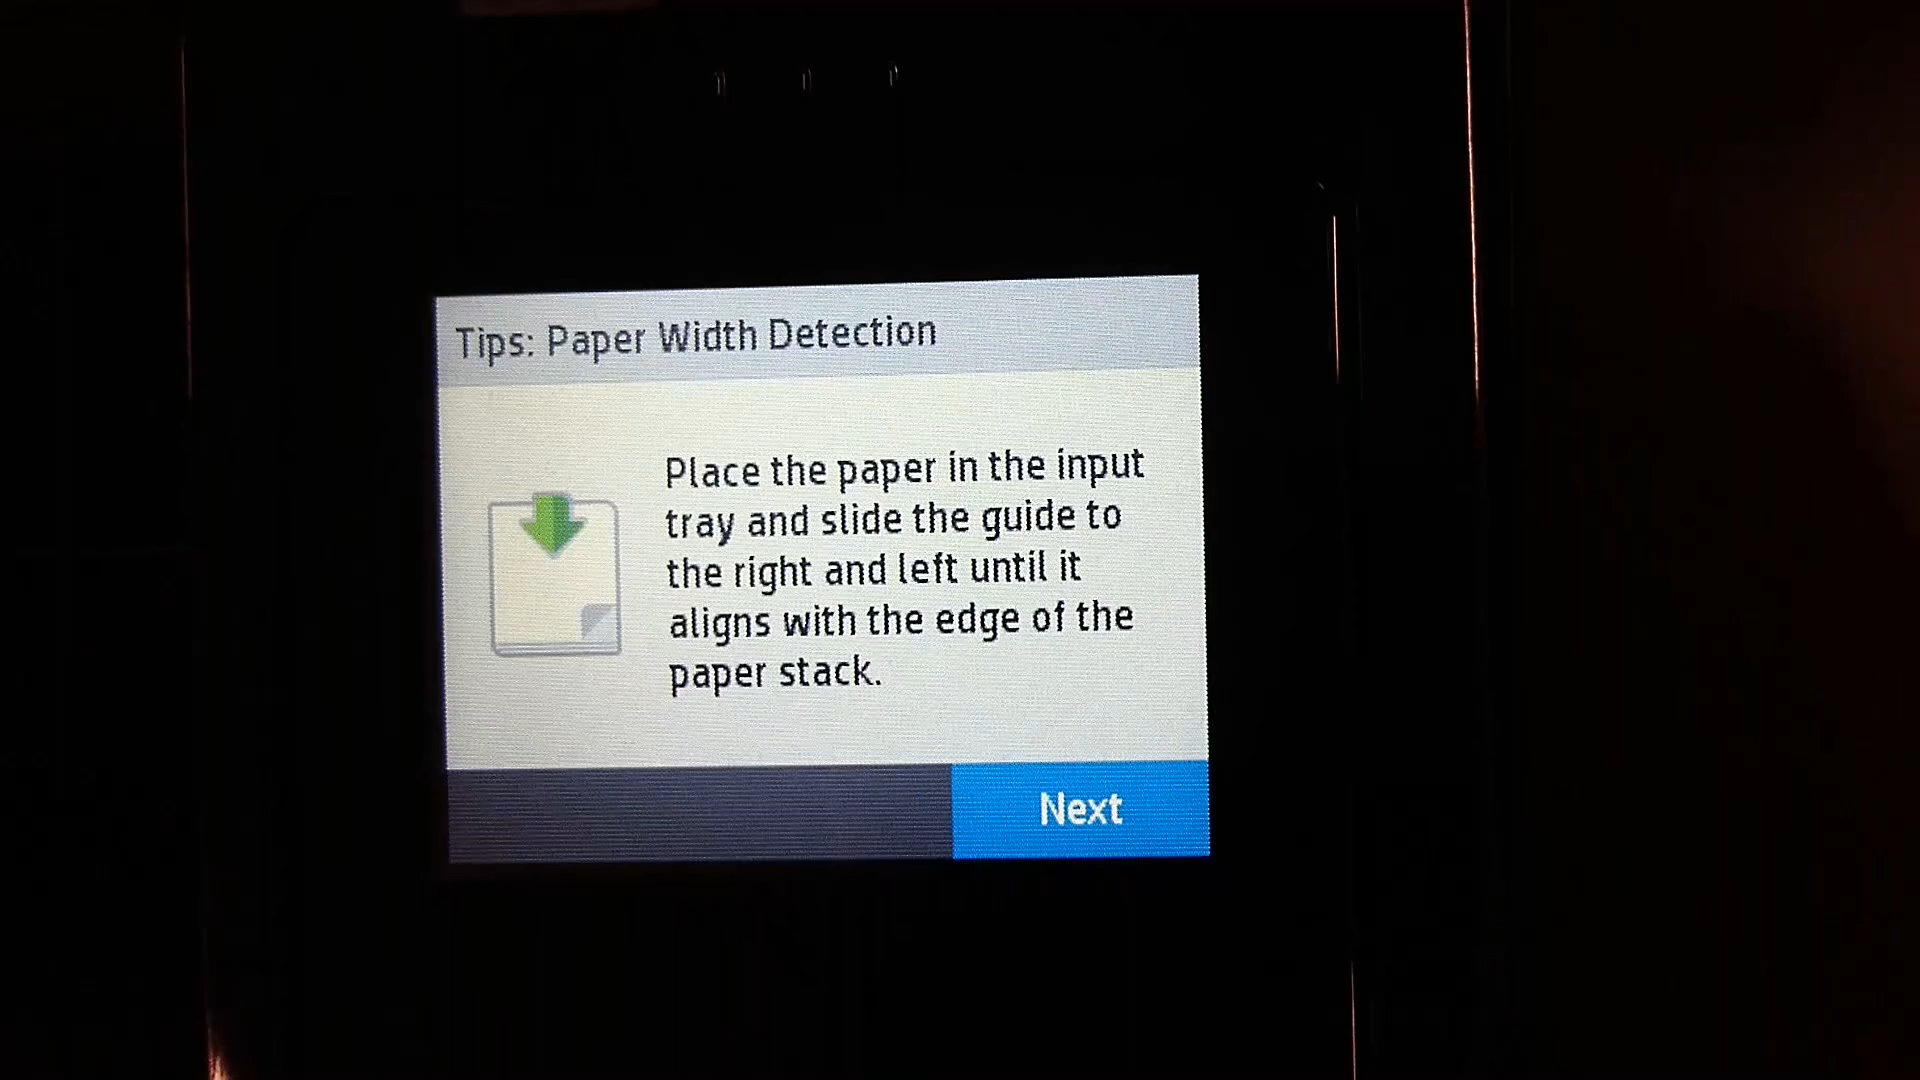 Tips: Paper Width Detection
Place the paper in the input
tray and slide the guide to
the right and left until it
aligns with the edge of the
paper stack.
Next